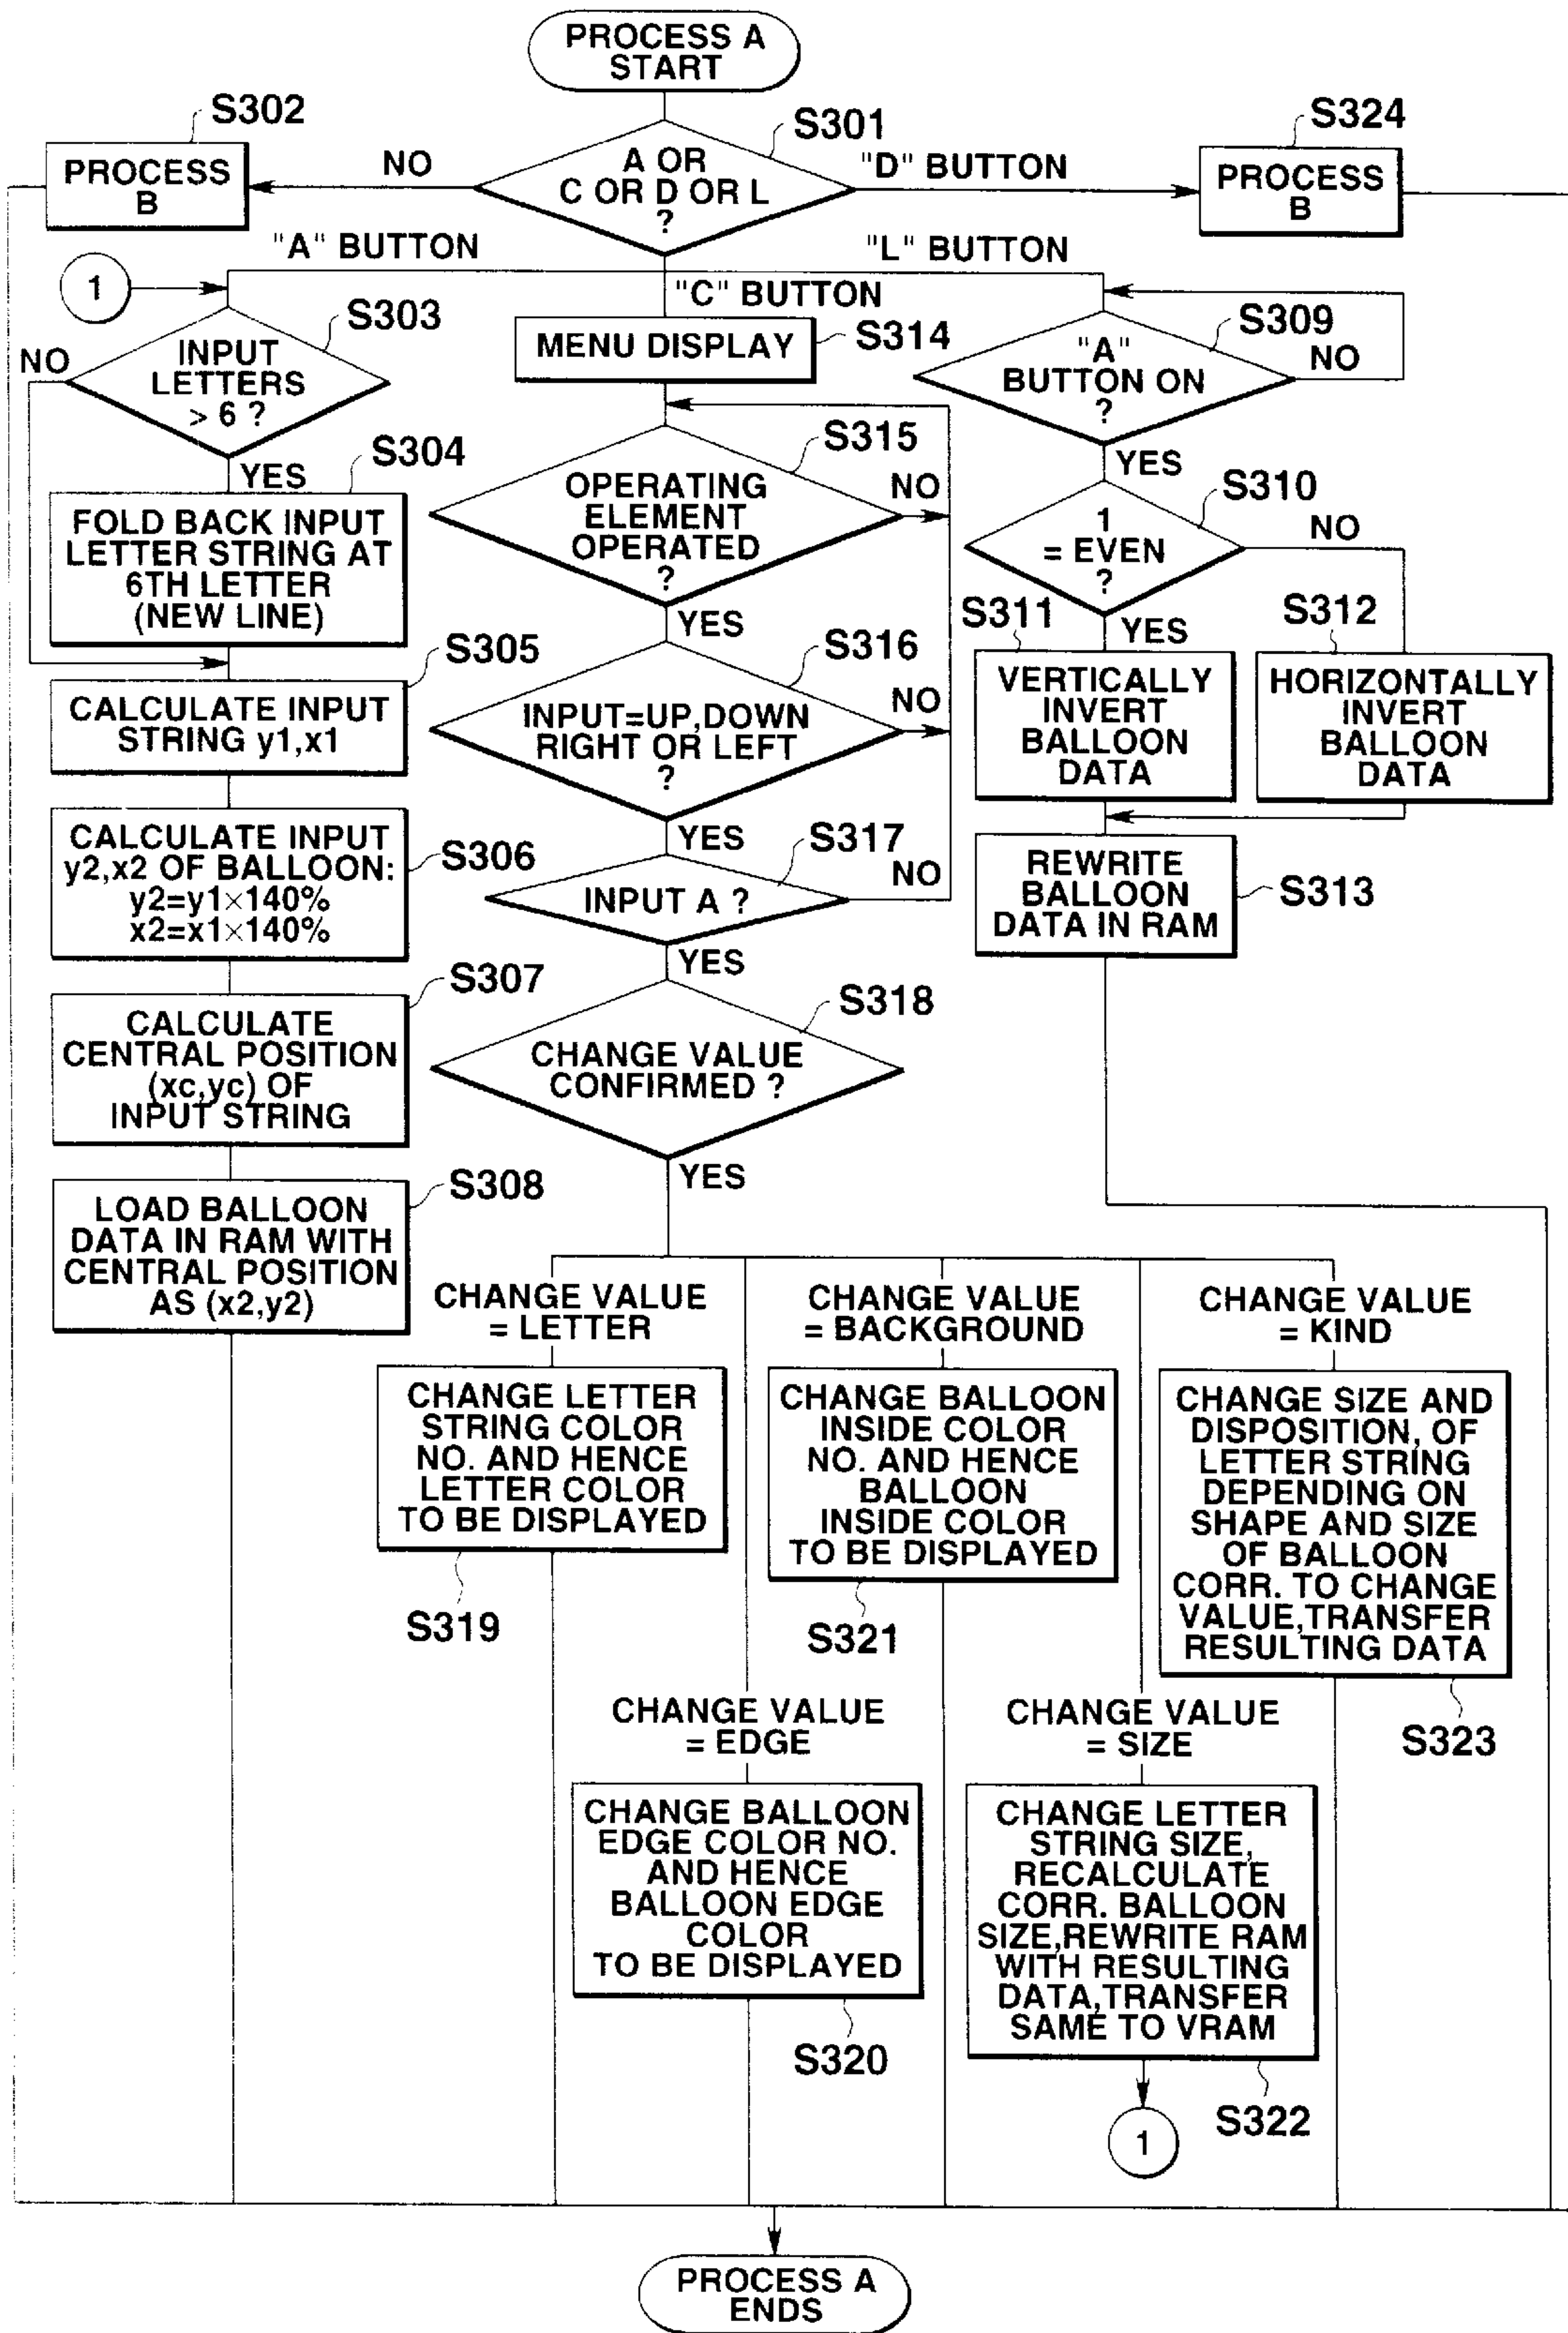 PROCESS A
START
S301
A OR
C OR D OR L
?
NO
S302
PROCESS
B
"D" BUTTON
S324
PROCESS
B
"A" BUTTON
"C" BUTTON
"L" BUTTON
1
S303
INPUT
LETTERS
> 6 ?
NO
YES
S304
FOLD BACK INPUT
LETTER STRING AT
6TH LETTER
(NEW LINE)
S305
CALCULATE INPUT
STRING y1,x1
S306
CALCULATE INPUT
y2,x2 OF BALLOON:
y2=y1×140%
x2=x1×140%
S307
CALCULATE
CENTRAL POSITION
(xc,yc) OF
INPUT STRING
S308
LOAD BALLOON
DATA IN RAM WITH
CENTRAL POSITION
AS (x2,y2)
MENU DISPLAY
S314
S315
OPERATING
ELEMENT
OPERATED
?
NO
YES
S316
INPUT=UP,DOWN
RIGHT OR LEFT
?
NO
YES
S317
INPUT A ?
NO
YES
S318
CHANGE VALUE
CONFIRMED ?
YES
S309
"A"
BUTTON ON
?
NO
YES
S310
1
= EVEN
?
NO
YES
S311
VERTICALLY
INVERT
BALLOON
DATA
S312
HORIZONTALLY
INVERT
BALLOON
DATA
REWRITE
BALLOON
DATA IN RAM
S313
CHANGE VALUE
= LETTER
CHANGE LETTER
STRING COLOR
NO. AND HENCE
LETTER COLOR
TO BE DISPLAYED
S319
CHANGE VALUE
= EDGE
CHANGE BALLOON
EDGE COLOR NO.
AND HENCE
BALLOON EDGE
COLOR
TO BE DISPLAYED
S320
CHANGE VALUE
= BACKGROUND
CHANGE BALLOON
INSIDE COLOR
NO. AND HENCE
BALLOON
INSIDE COLOR
TO BE DISPLAYED
S321
CHANGE VALUE
= SIZE
CHANGE LETTER
STRING SIZE,
RECALCULATE
CORR. BALLOON
SIZE,REWRITE RAM
WITH RESULTING
DATA,TRANSFER
SAME TO VRAM
S322
1
CHANGE VALUE
= KIND
CHANGE SIZE AND
DISPOSITION, OF
LETTER STRING
DEPENDING ON
SHAPE AND SIZE
OF BALLOON
CORR. TO CHANGE
VALUE,TRANSFER
RESULTING DATA
S323
PROCESS A
ENDS